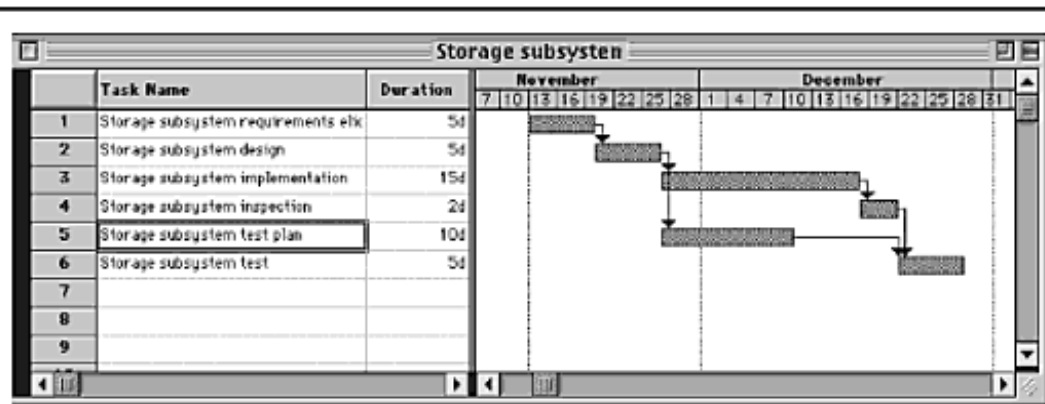 Storage subsysten
Task Name Duration November December
7 10 13 16 19 22 25 28 1 4 7 10 13 16 19 22 25 28 31
1 Storage subsystem requirements elic 5d
2 Storage subsystem design 5d
3 Storage subsystem implementation 15d
4 Storage subsystem inspection 2d
5 Storage subsystem test plan 10d
6 Storage subsystem test 5d
7
8
9